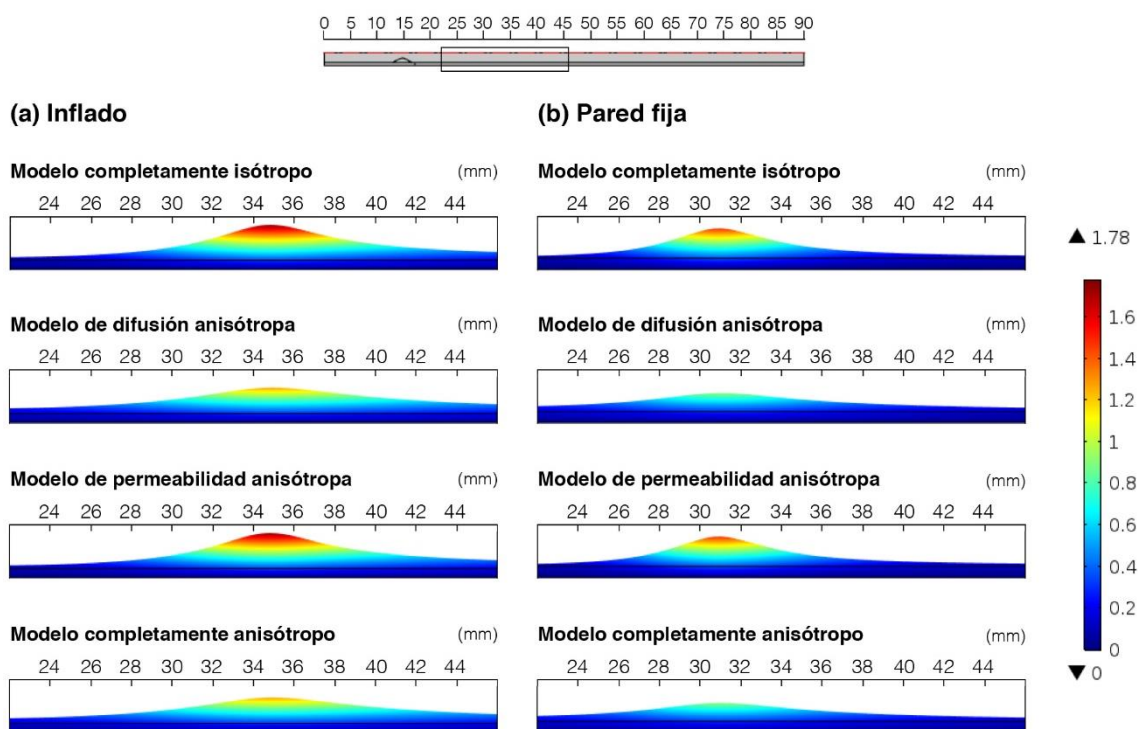 0 5 10 15 20 25 30 35 40 45 50 55 60 65 70 75 80 85 90
(a) Inflado
(b) Pared fija
Modelo completamente isótropo (mm)
24 26 28 30 32 34 36 38 40 42 44
Modelo completamente isótropo (mm)
24 26 28 30 32 34 36 38 40 42 44
Modelo de difusión anisótropa (mm)
24 26 28 30 32 34 36 38 40 42 44
Modelo de difusión anisótropa (mm)
24 26 28 30 32 34 36 38 40 42 44
Modelo de permeabilidad anisótropa (mm)
24 26 28 30 32 34 36 38 40 42 44
Modelo de permeabilidad anisótropa (mm)
24 26 28 30 32 34 36 38 40 42 44
Modelo completamente anisótropo (mm)
24 26 28 30 32 34 36 38 40 42 44
Modelo completamente anisótropo (mm)
24 26 28 30 32 34 36 38 40 42 44
▲ 1.78
1.6
1.4
1.2
1
0.8
0.6
0.4
0.2
0
▼ 0